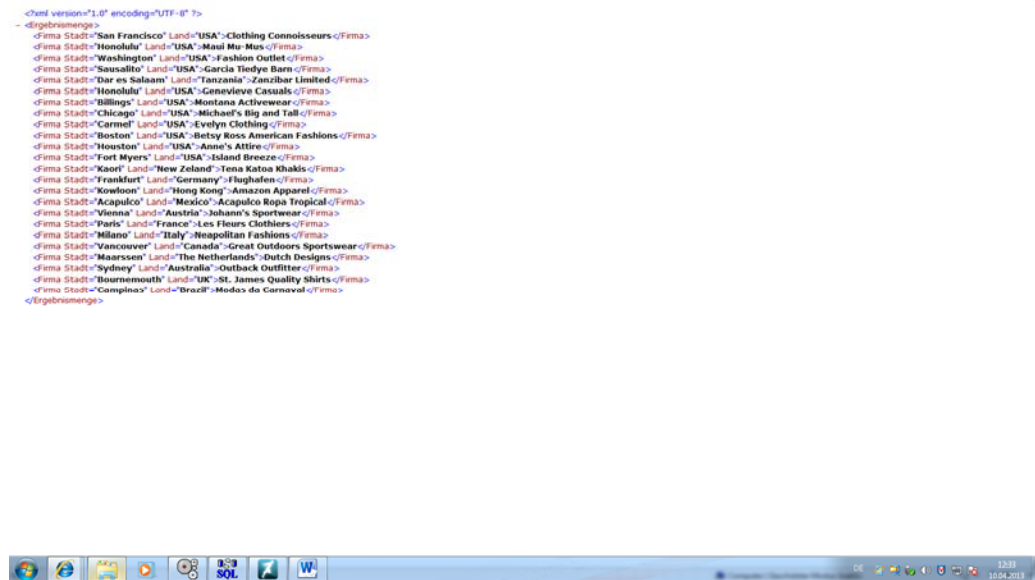 <?xml version="1.0" encoding="UTF-8" ?>
- <Ergebnismenge>
<Firma Stadt="San Francisco" Land="USA">Clothing Connoisseurs</Firma>
<Firma Stadt="Honolulu" Land="USA">Maui Mu-Mus</Firma>
<Firma Stadt="Washington" Land="USA">Fashion Outlet</Firma>
<Firma Stadt="Sausalito" Land="USA">Garcia Tiedye Barn</Firma>
<Firma Stadt="Dar es Salaam" Land="Tanzania">Zanzibar Limited</Firma>
<Firma Stadt="Honolulu" Land="USA">Genevieve Casuals</Firma>
<Firma Stadt="Billings" Land="USA">Montana Activewear</Firma>
<Firma Stadt="Chicago" Land="USA">Michael's Big and Tall</Firma>
<Firma Stadt="Carmel" Land="USA">Evelyn Clothing</Firma>
<Firma Stadt="Boston" Land="USA">Betsy Ross American Fashions</Firma>
<Firma Stadt="Houston" Land="USA">Anne's Attire</Firma>
<Firma Stadt="Fort Myers" Land="USA">Island Breeze</Firma>
<Firma Stadt="Kaori" Land="New Zeland">Tena Katoa Khakis</Firma>
<Firma Stadt="Frankfurt" Land="Germany">Flughafen</Firma>
<Firma Stadt="Kowloon" Land="Hong Kong">Amazon Apparel</Firma>
<Firma Stadt="Acapulco" Land="Mexico">Acapulco Ropa Tropical</Firma>
<Firma Stadt="Vienna" Land="Austria">Johann's Sportwear</Firma>
<Firma Stadt="Paris" Land="France">Les Fleurs Clothiers</Firma>
<Firma Stadt="Milano" Land="Italy">Neapolitan Fashions</Firma>
<Firma Stadt="Vancouver" Land="Canada">Great Outdoors Sportswear</Firma>
<Firma Stadt="Maarssen" Land="The Netherlands">Dutch Designs</Firma>
<Firma Stadt="Sydney" Land="Australia">Outback Outfitter</Firma>
<Firma Stadt="Bournemouth" Land="UK">St. James Quality Shirts</Firma>
<Firma Stadt="Campinas" Land="Brazil">Modas da Carnaval</Firma>
</Ergebnismenge>
SQL
W
DE
12:33
10.04.2013